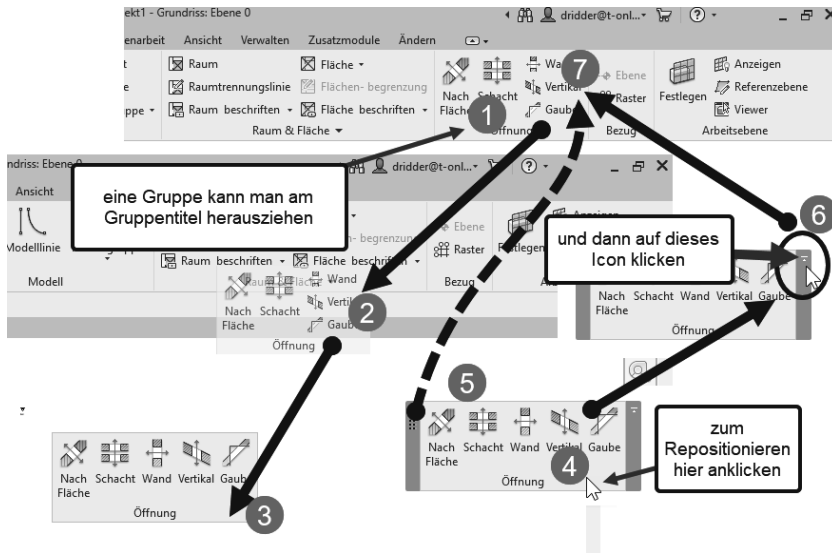 ekt1 - Grundriss: Ebene 0
dridder@t-onl...
?
enarbeit Ansicht Verwalten Zusatzmodule Ändern
t Raum Fläche
e Raumtrennungslinie Flächen- begrenzung
ppe Raum beschriften Fläche beschriften
Raum & Fläche
Nach
Fläche
Schacht
Wand
Vertikal
Gaube
Öffnung
Ebene
Raster
Bezug
Festlegen
Anzeigen
Referenzebene
Viewer
Arbeitsebene
1
7
ndriss: Ebene 0
dridder@t-onl...
?
Ansicht
eine Gruppe kann man am
Gruppentitel herausziehen
Modelllinie
Modell
Raum beschriften Fläche beschriften
begrenzung
Ebene
Raster
Bezug
Festlegen
Anzeigen
und dann auf dieses
Icon klicken
6
Nach
Fläche
Schacht
Wand
Vertikal
Gaube
Öffnung
2
Nach Schacht Wand Vertikal Gaube
Fläche
Öffnung
5
Nach Schacht Wand Vertikal Gaube
Fläche
Öffnung
4
zum
Repositionieren
hier anklicken
Nach Schacht Wand Vertikal Gaube
Fläche
Öffnung
3